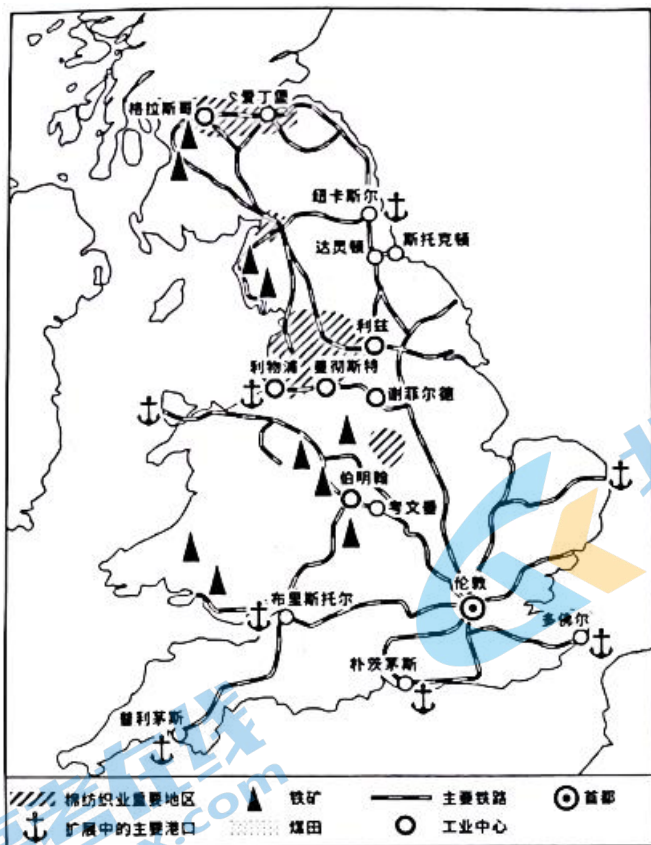 爱丁堡
格拉斯哥
纽卡斯尔
达灵顿
斯托克顿
利兹
利物浦
曼彻斯特
谢菲尔德
伯明翰
考文垂
伦敦
布里斯托尔
多佛尔
朴茨茅斯
普利茅斯
棉纺织业重要地区
铁矿
主要铁路
首都
扩展中的主要港口
煤田
工业中心